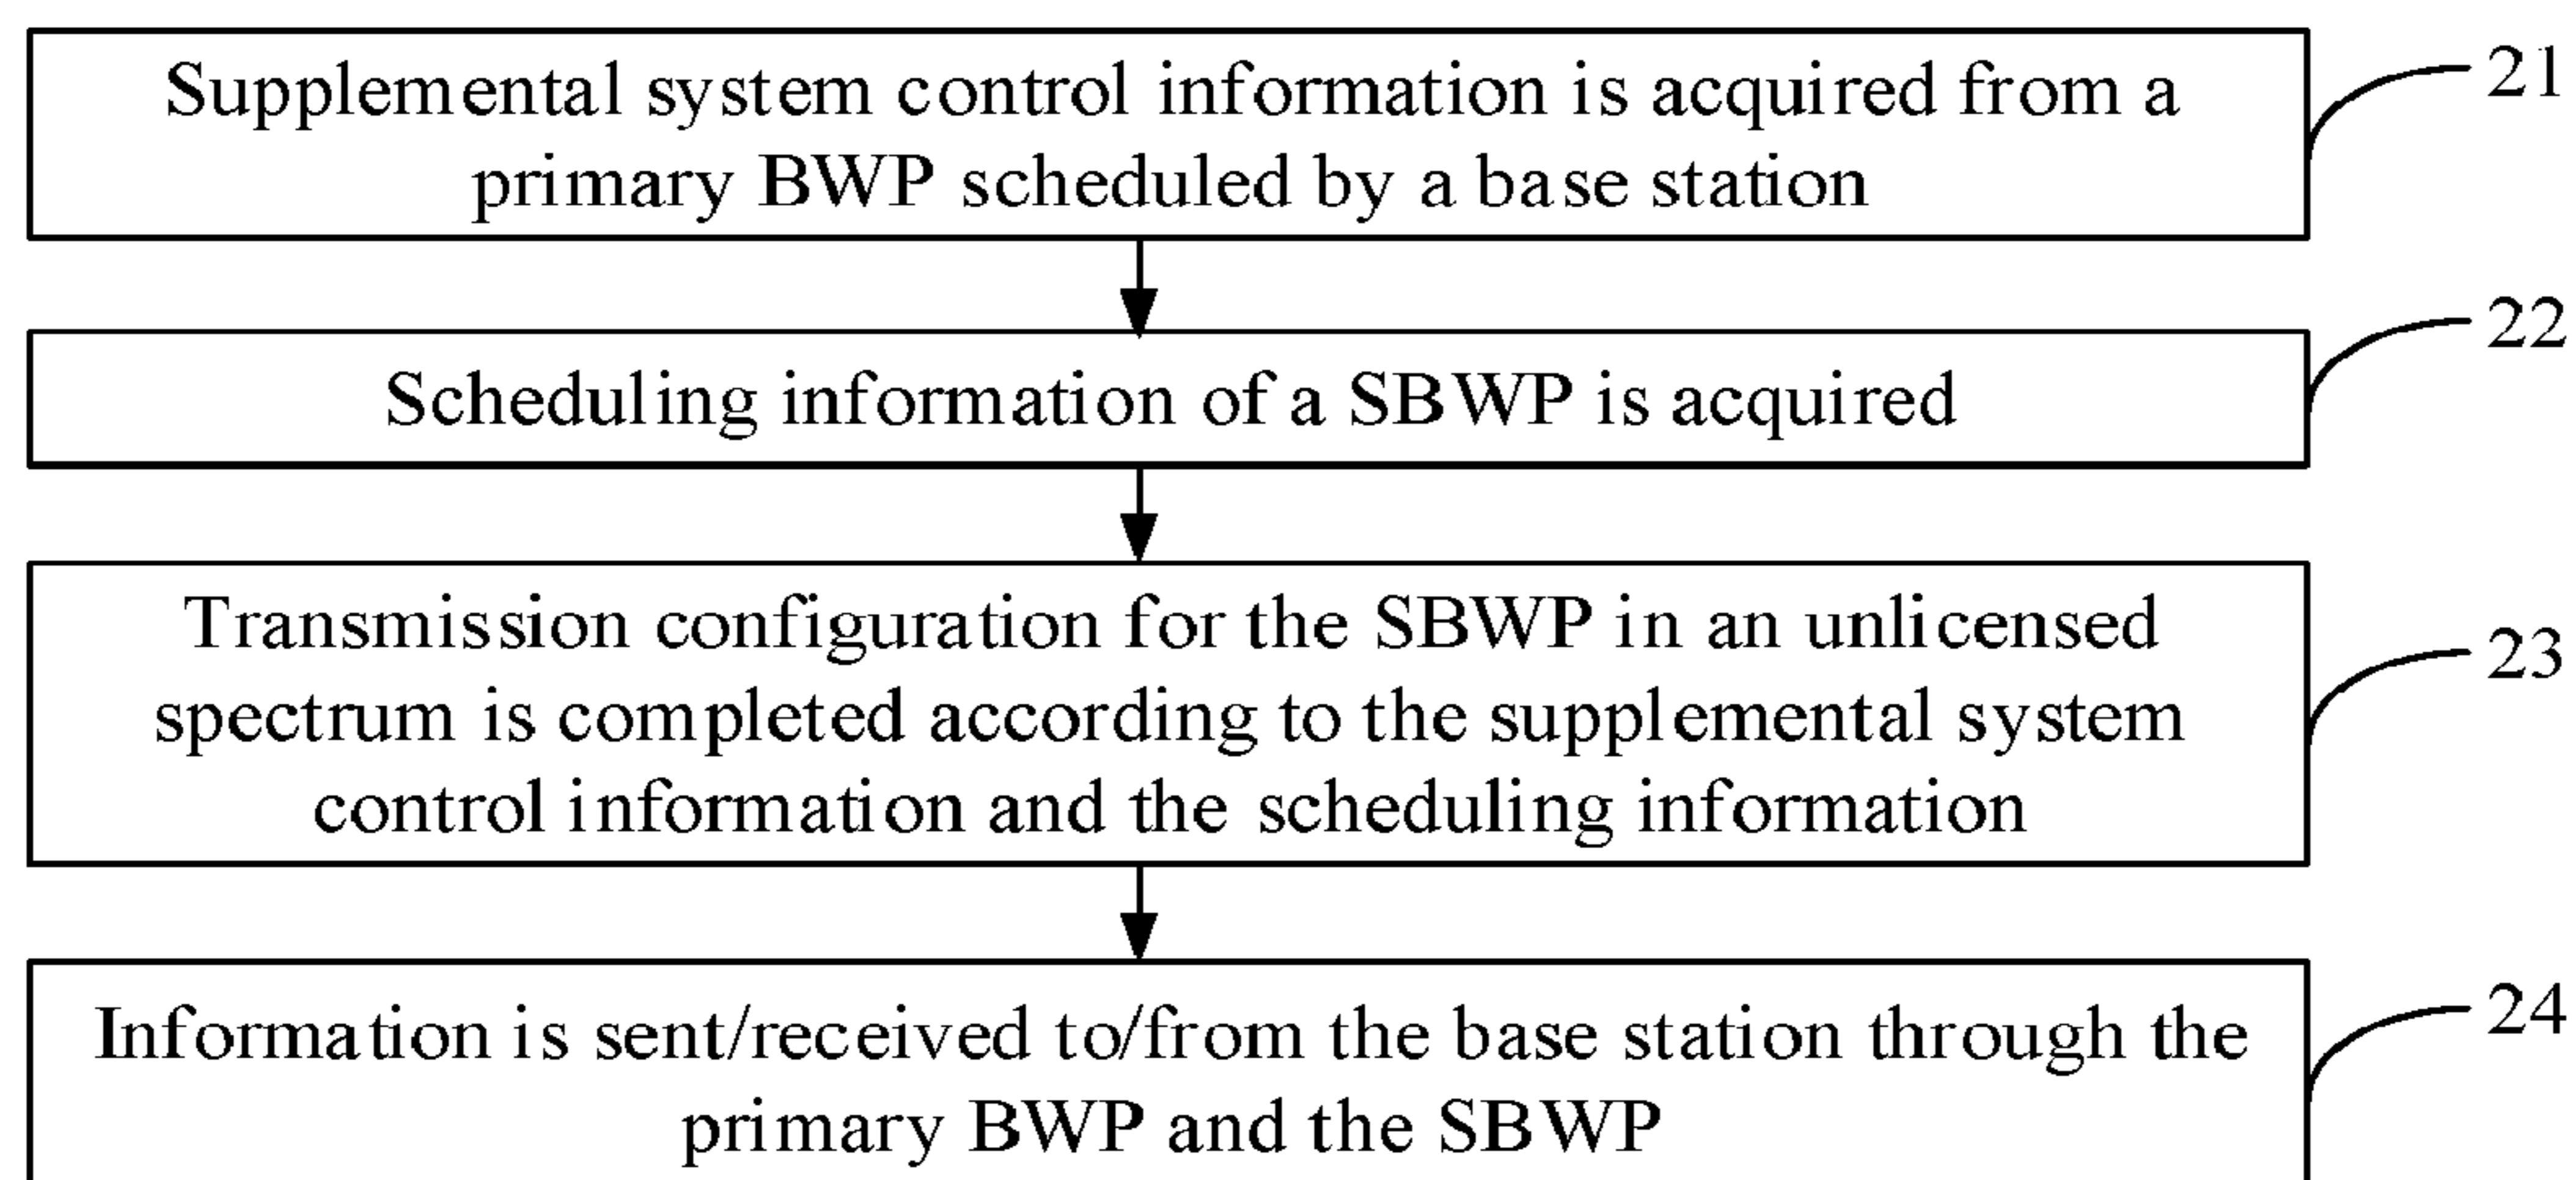 Supplemental system control information is acquired from a
primary BWP scheduled by a base station
21
Scheduling information of a SBWP is acquired
22
Transmission configuration for the SBWP in an unlicensed
spectrum is completed according to the supplemental system
control information and the scheduling information
23
Information is sent/received to/from the base station through the
primary BWP and the SBWP
24